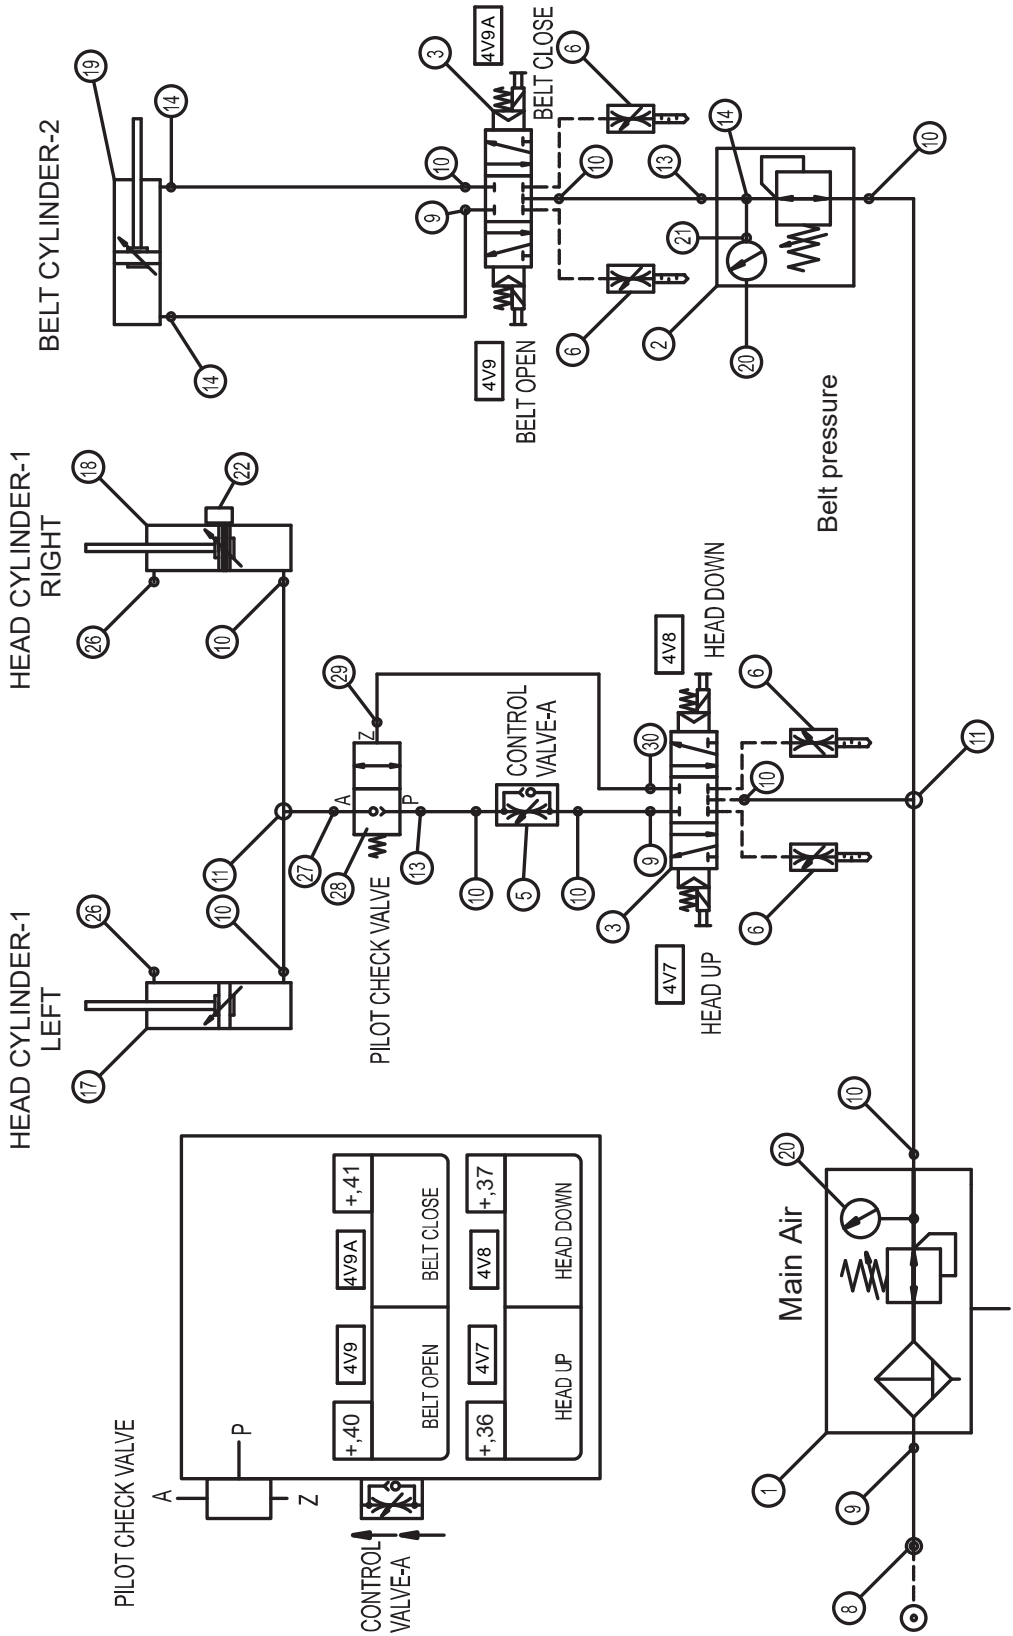 HEAD CYLINDER-1
LEFT
HEAD CYLINDER-1
RIGHT
BELT CYLINDER-2
17
26
10
11
18
26
10
22
19
14
14
PILOT CHECK VALVE
A
P
Z
27
28
29
13
10
5
10
CONTROL
VALVE-A
9
30
3
4V7
HEAD UP
4V8
HEAD DOWN
10
6
6
11
9
10
3
4V9
BELT OPEN
4V9A
BELT CLOSE
10
6
6
13
14
21
20
2
10
Belt pressure
PILOT CHECK VALVE
A
P
Z
CONTROL
VALVE-A
+,40
4V9
4V9A
+,41
BELT OPEN
BELT CLOSE
+,36
4V7
4V8
+,37
HEAD UP
HEAD DOWN
Main Air
20
10
1
9
8